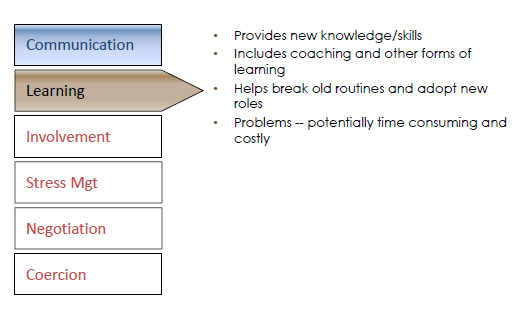 Communication
Learning
Involvement
Stress Mgt
Negotiation
Coercion
• Provides new knowledge/skills
• Includes coaching and other forms of
learning
• Helps break old routines and adopt new
roles
• Problems -- potentially time consuming and
costly